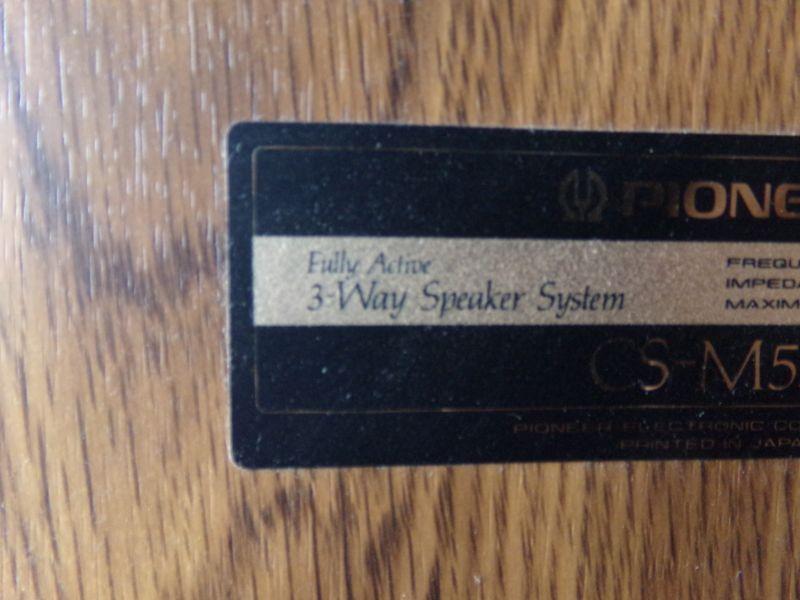 PIONE
Fully Active
3-Way Speaker System
FREQU
IMPEDA
MAXIM
CS-M5
PIONEER ELECTRONIC CO
PRINTED IN JAPA